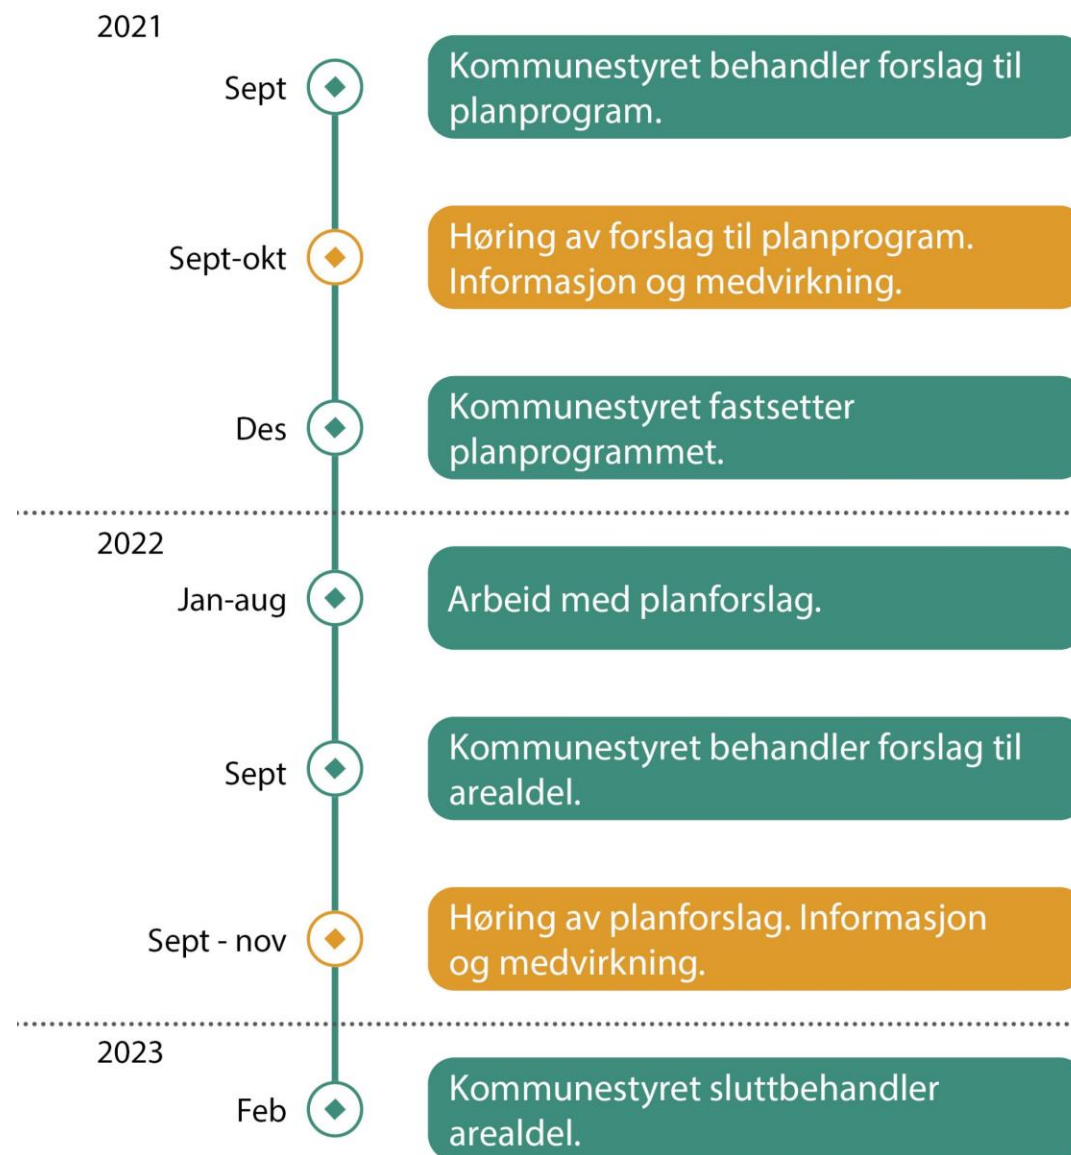 2021
Sept
Kommunestyret behandler forslag til
planprogram.
Sept-okt
Høring av forslag til planprogram.
Informasjon og medvirkning.
Des
Kommunestyret fastsetter
planprogrammet.
2022
Jan-aug
Arbeid med planforslag.
Sept
Kommunestyret behandler forslag til
arealdel.
Sept - nov
Høring av planforslag. Informasjon
og medvirkning.
2023
Feb
Kommunestyret sluttbehandler
arealdel.